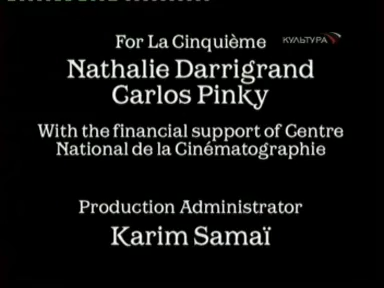 For La Cinquième
КУЛЬТУРА
Nathalie Darrigrand
Carlos Pinky
With the financial support of Centre
National de la Cinématographie
Production Administrator
Karim Samaï